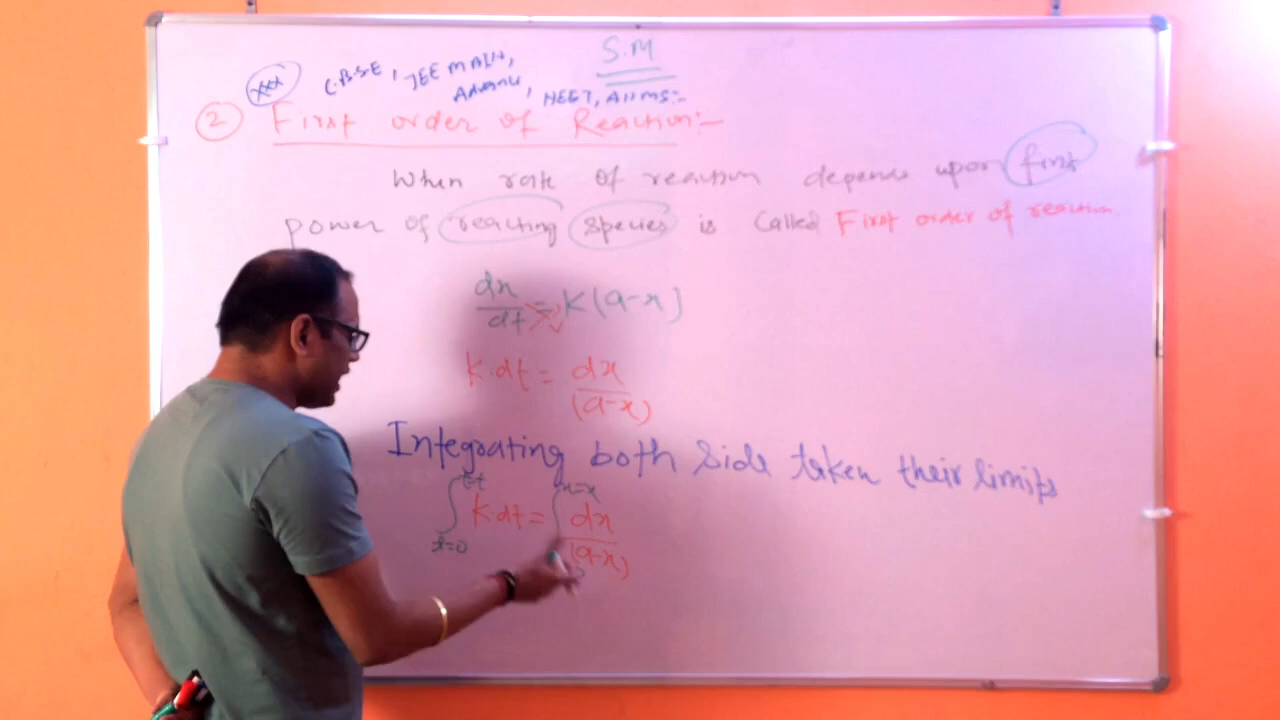 S.M
xxx CBSE, JEE MAIN,
Advance, NEET, AIIMS:-
② First order of Reaction:-
When rate of reaction depends upon first
power of reacting species is called First order of reaction.
dx/dt = K(a-x)
k.dt = dx/(a-x)
Integrating both side taken their limits
∫ t=0 t=t k.dt = ∫ x=x dx/(a-x)